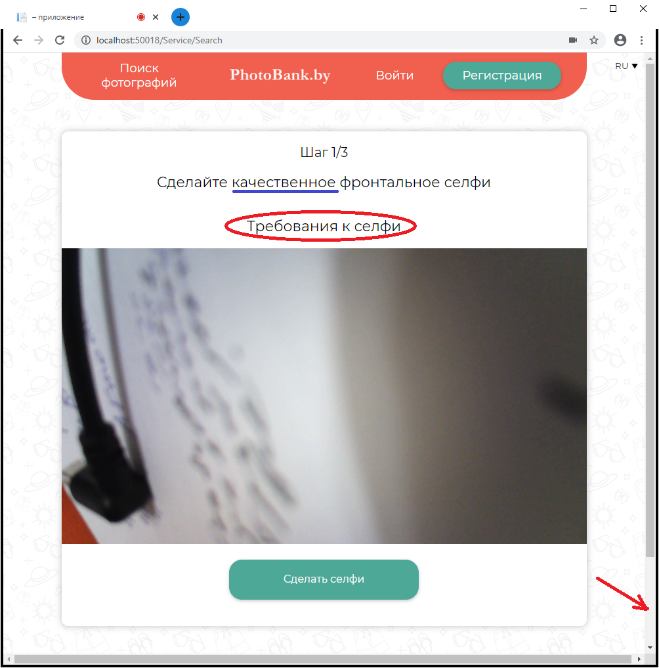 – приложение
localhost:50018/Service/Search
Поиск
фотографий
PhotoBank.by
Войти
Регистрация
RU
Шаг 1/3
Сделайте качественное фронтальное селфи
Требования к селфи
Сделать селфи